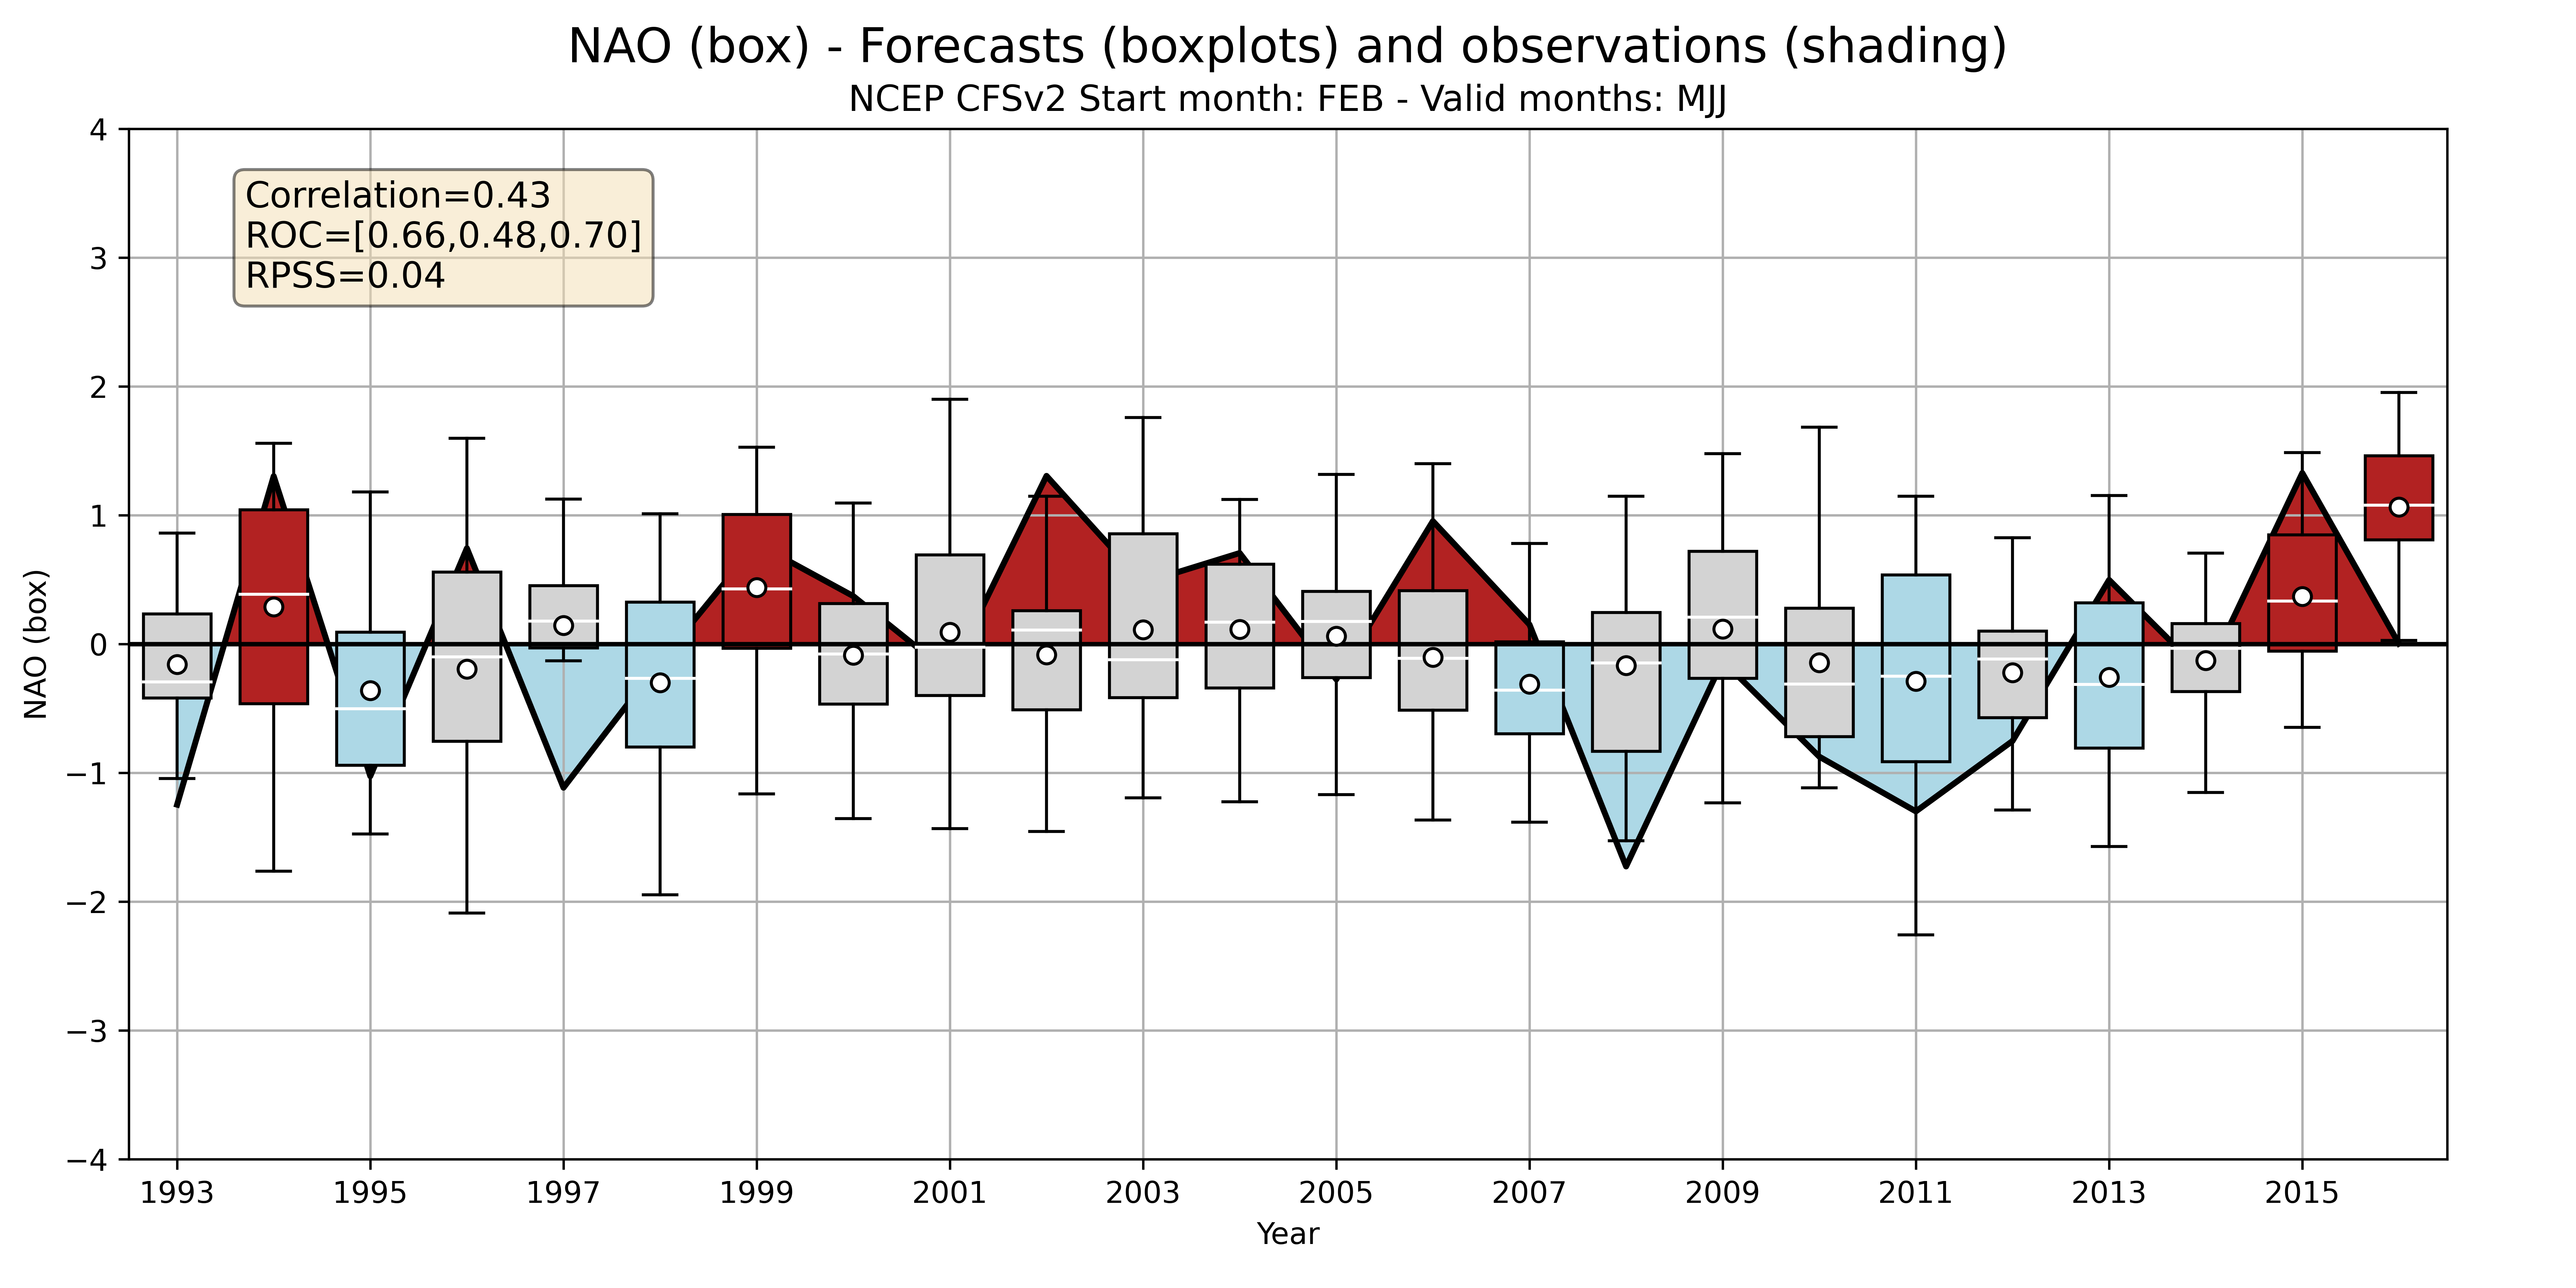 NAO (box) - Forecasts (boxplots) and observations (shading)
NCEP CFSv2 Start month: FEB - Valid months: MJJ
Correlation=0.43
ROC=[0.66,0.48,0.70]
RPSS=0.04
NAO (box)
4
3
2
1
0
−1
−2
−3
−4
1993 1995 1997 1999 2001 2003 2005 2007 2009 2011 2013 2015
Year